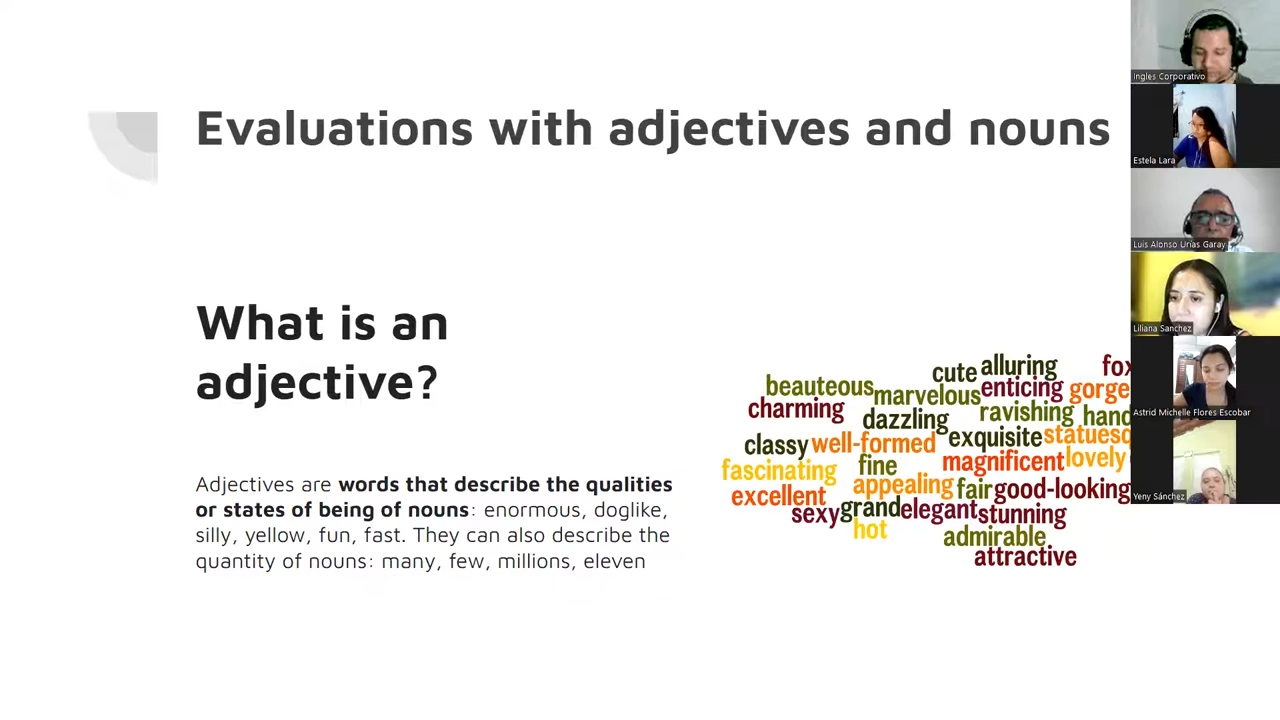 Evaluations with adjectives and nouns
What is an
adjective?
Adjectives are words that describe the qualities
or states of being of nouns: enormous, doglike,
silly, yellow, fun, fast. They can also describe the
quantity of nouns: many, few, millions, eleven
cute alluring
beauteous marvelous enticing
charming dazzling ravishing
classy well-formed exquisite
fascinating fine magnificent lovely
excellent appealing fair good-looking
sexy grand elegant stunning
hot admirable
attractive
Ingles Corporativo
Estela Lara
Luis Alonso Urías Garay
Liliana Sanchez
Astrid Michelle Flores Escobar
Yeny Sánchez